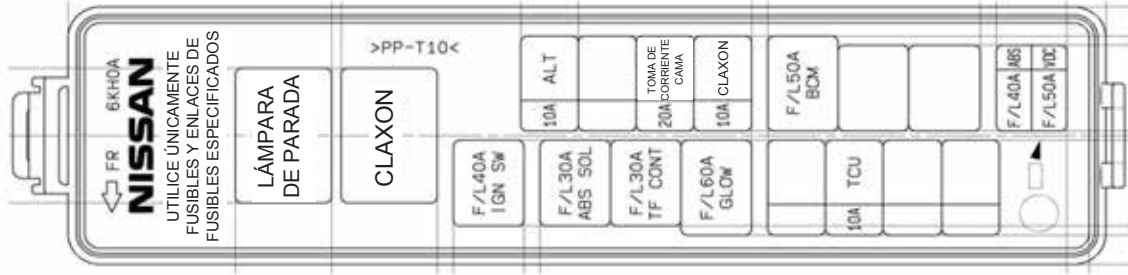 FR 6KH0A
NISSAN
UTILICE ÚNICAMENTE
FUSIBLES Y ENLACES DE
FUSIBLES ESPECIFICADOS
LÁMPARA
DE PARADA
>PP-T10<
CLAXON
F/L40A
IGN SW
10A ALT
20A TOMA DE
CORRIENTE
CAMA
10A CLAXON
F/L30A
ABS SOL
F/L30A
TF CONT
F/L60A
GLOW
F/L50A
BCM
10A TCU
F/L40A ABS
F/L50A VDC